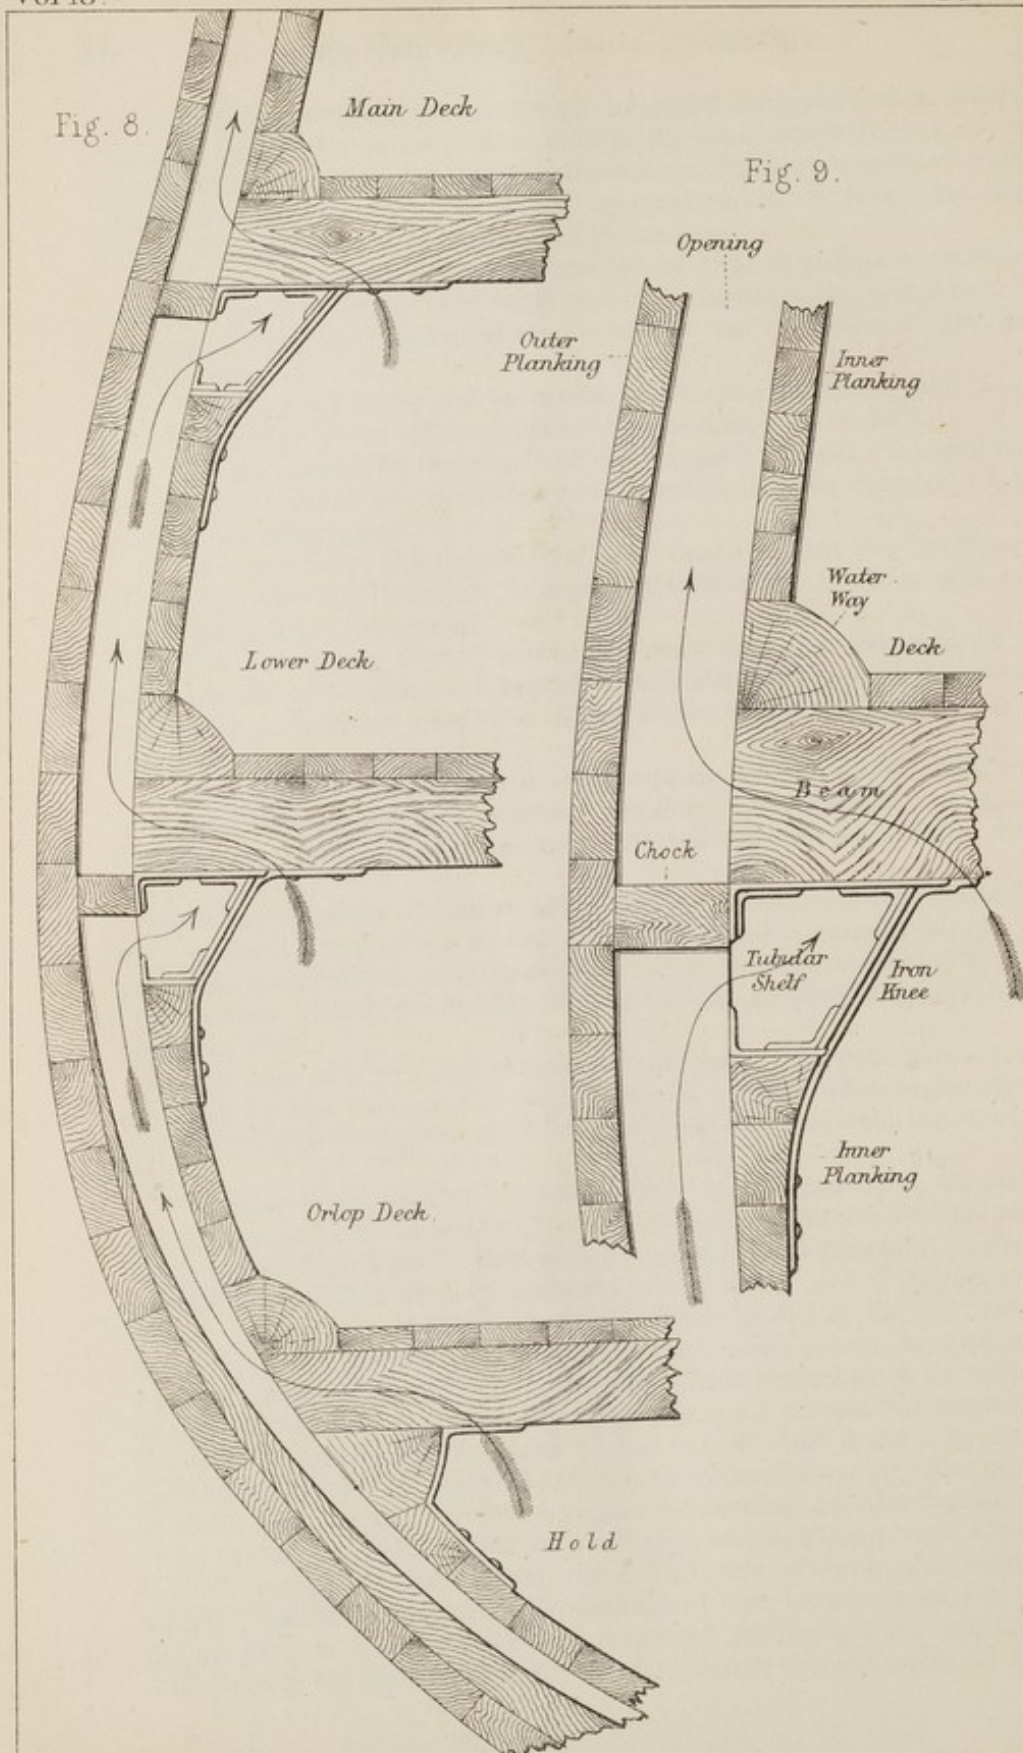 Fig. 8.
Main Deck
Fig. 9.
Opening
Outer
Planking
Inner
Planking
Water
Way
Lower Deck
Deck
Beam
Chock
Tubular
Shelf
Iron
Knee
Inner
Planking
Orlop Deck.
Hold